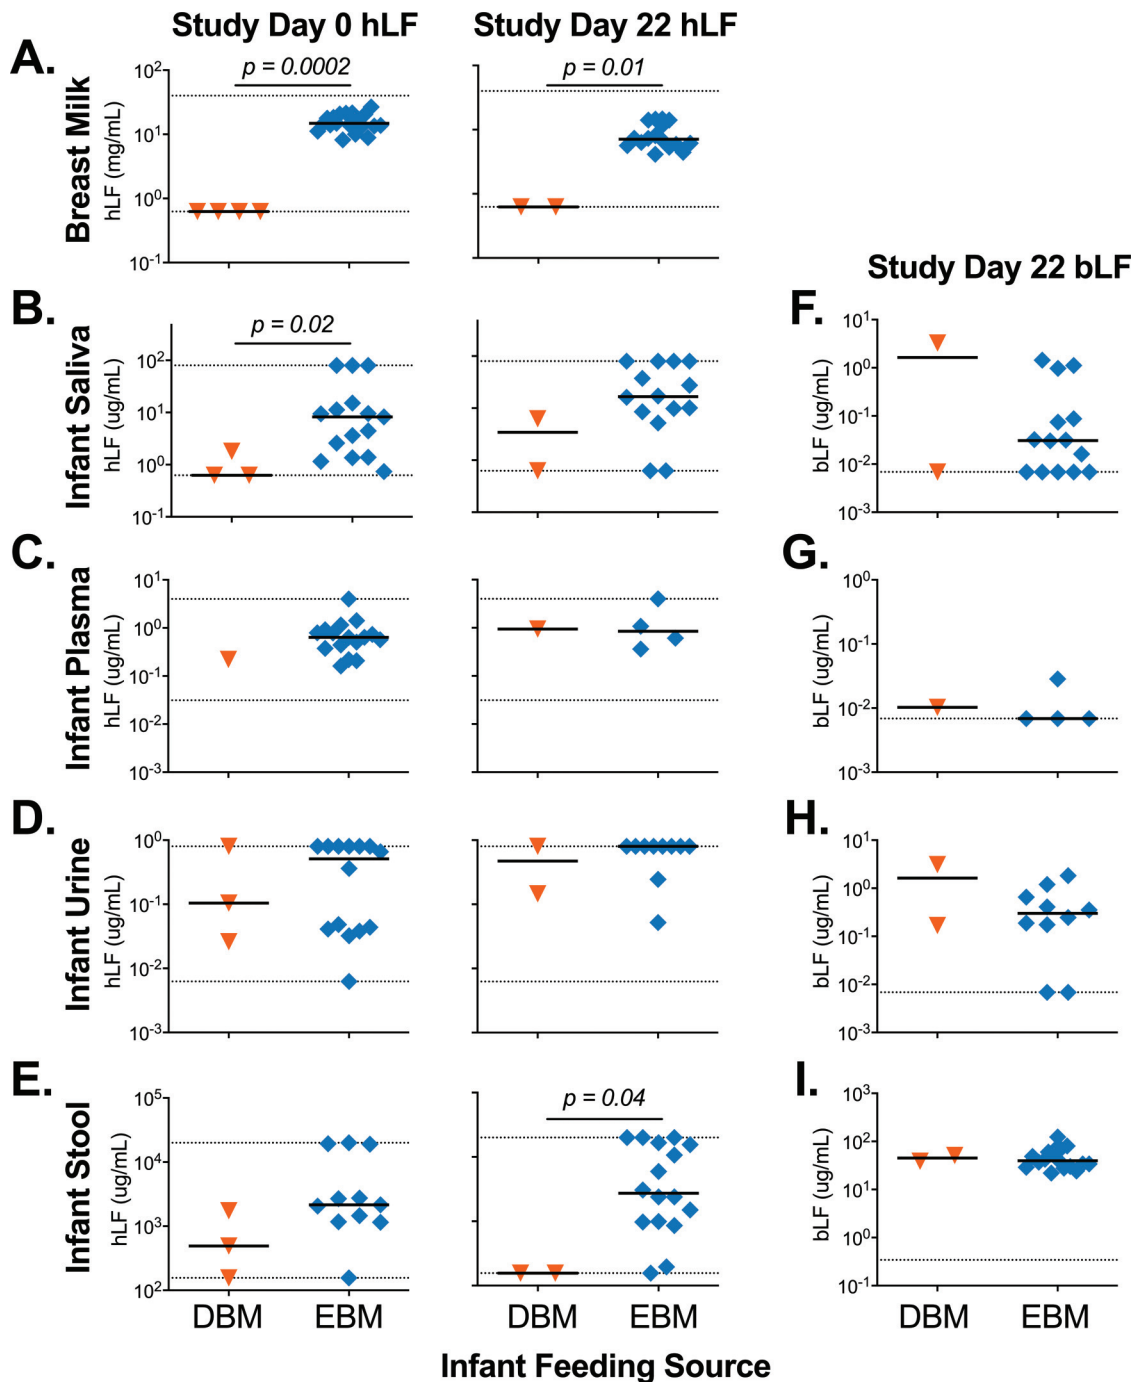 Study Day 0 hLF
Study Day 22 hLF
A.
Breast Milk
hLF (mg/mL)
10²
10¹
10⁰
10⁻¹
p = 0.0002
p = 0.01
Study Day 22 bLF
B.
Infant Saliva
hLF (ug/mL)
10²
10¹
10⁰
10⁻¹
p = 0.02
F.
bLF (ug/mL)
10¹
10⁰
10⁻¹
10⁻²
10⁻³
C.
Infant Plasma
hLF (ug/mL)
10¹
10⁰
10⁻¹
10⁻²
10⁻³
G.
bLF (ug/mL)
10⁰
10⁻¹
10⁻²
10⁻³
D.
Infant Urine
hLF (ug/mL)
10⁰
10⁻¹
10⁻²
10⁻³
H.
bLF (ug/mL)
10¹
10⁰
10⁻¹
10⁻²
10⁻³
E.
Infant Stool
hLF (ug/mL)
10⁵
10⁴
10³
10²
p = 0.04
I.
bLF (ug/mL)
10³
10²
10¹
10⁰
10⁻¹
DBM EBM
DBM EBM
DBM EBM
Infant Feeding Source